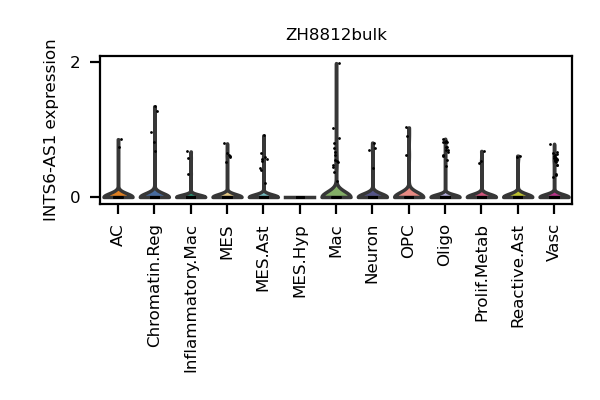 ZH8812bulk
INTS6-AS1 expression
2
0
AC
Chromatin.Reg
Inflammatory.Mac
MES
MES.Ast
MES.Hyp
Mac
Neuron
OPC
Oligo
Prolif.Metab
Reactive.Ast
Vasc